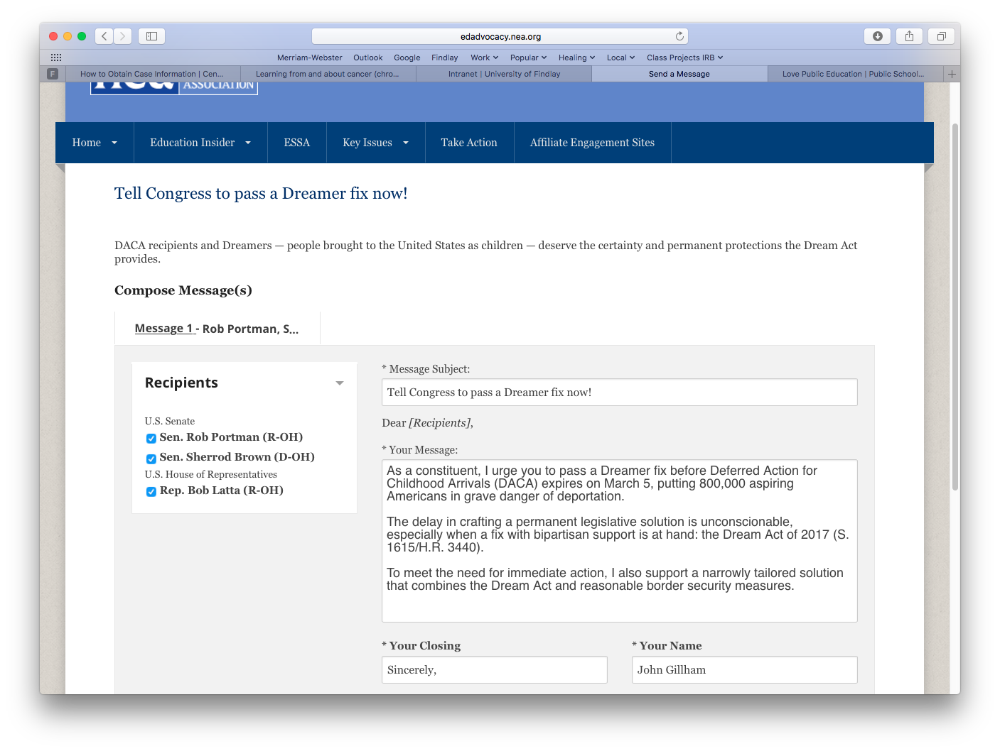 edadvocacy.nea.org
Merriam-Webster Outlook Google Findlay Work Popular Healing Local Class Projects IRB
F How to Obtain Case Information | Cen... Learning from and about cancer (chro... Intranet | University of Findlay Send a Message Love Public Education | Public School...
nea ASSOCIATION
Home Education Insider ESSA Key Issues Take Action Affiliate Engagement Sites
Tell Congress to pass a Dreamer fix now!
DACA recipients and Dreamers — people brought to the United States as children — deserve the certainty and permanent protections the Dream Act
provides.
Compose Message(s)
Message 1 - Rob Portman, S...
Recipients
U.S. Senate
Sen. Rob Portman (R-OH)
Sen. Sherrod Brown (D-OH)
U.S. House of Representatives
Rep. Bob Latta (R-OH)
* Message Subject:
Tell Congress to pass a Dreamer fix now!
Dear [Recipients],
* Your Message:
As a constituent, I urge you to pass a Dreamer fix before Deferred Action for
Childhood Arrivals (DACA) expires on March 5, putting 800,000 aspiring
Americans in grave danger of deportation.
The delay in crafting a permanent legislative solution is unconscionable,
especially when a fix with bipartisan support is at hand: the Dream Act of 2017 (S.
1615/H.R. 3440).
To meet the need for immediate action, I also support a narrowly tailored solution
that combines the Dream Act and reasonable border security measures.
* Your Closing * Your Name
Sincerely, John Gillham